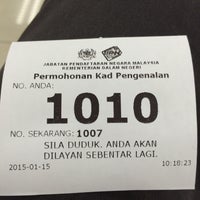 JABATAN PENDAFTARAN NEGARA MALAYSIA
KEMENTERIAN DALAM NEGERI
Permohonan Kad Pengenalan
NO. ANDA:
1010
NO. SEKARANG: 1007
SILA DUDUK. ANDA AKAN
DILAYAN SEBENTAR LAGI.
2015-01-15 10:18:23